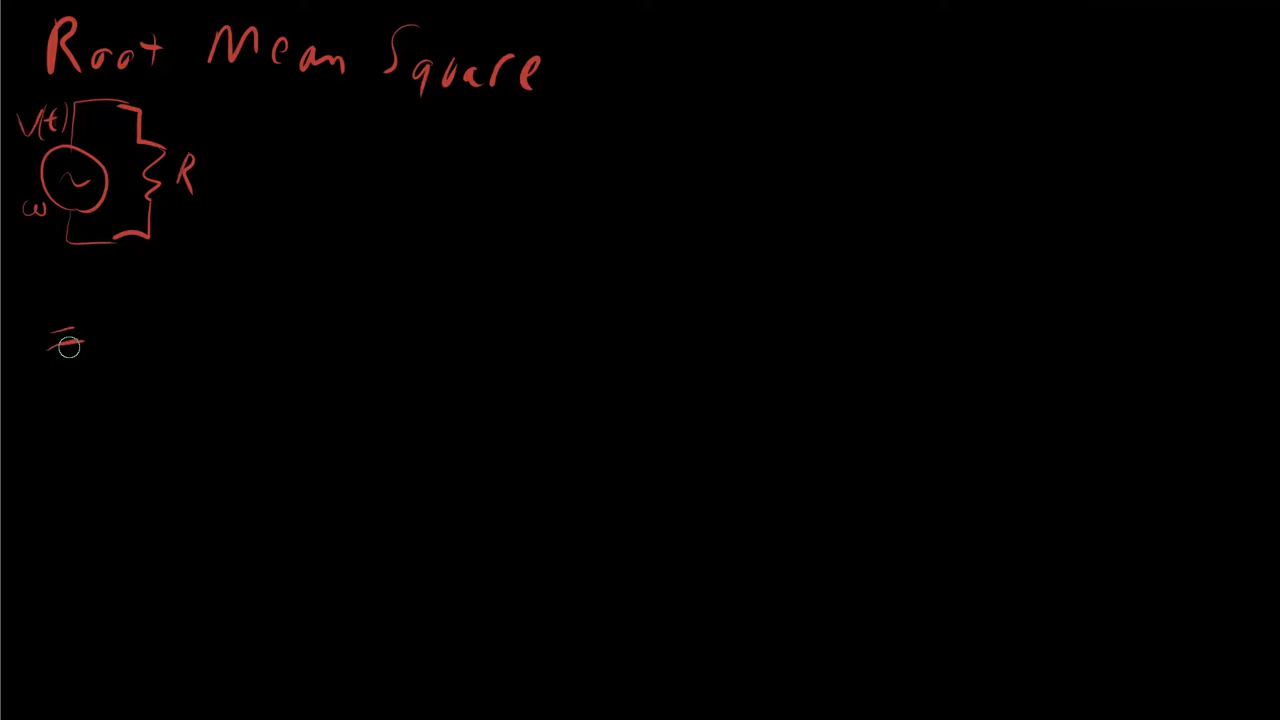 Root Mean Square
V(t)
R
ω